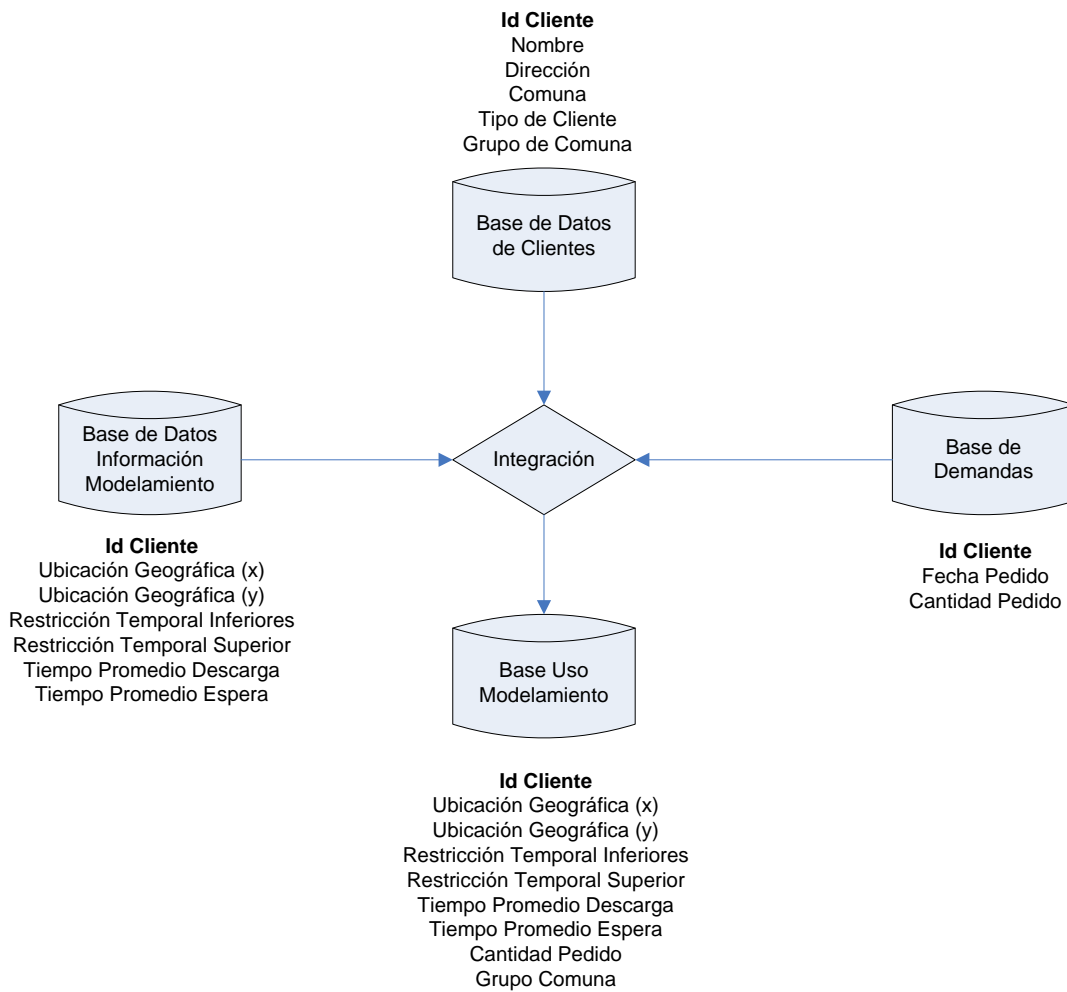 Id Cliente
Nombre
Dirección
Comuna
Tipo de Cliente
Grupo de Comuna
Base de Datos
de Clientes
Base de Datos
Información
Modelamiento
Integración
Base de
Demandas
Id Cliente
Ubicación Geográfica (x)
Ubicación Geográfica (y)
Restricción Temporal Inferiores
Restricción Temporal Superior
Tiempo Promedio Descarga
Tiempo Promedio Espera
Id Cliente
Fecha Pedido
Cantidad Pedido
Base Uso
Modelamiento
Id Cliente
Ubicación Geográfica (x)
Ubicación Geográfica (y)
Restricción Temporal Inferiores
Restricción Temporal Superior
Tiempo Promedio Descarga
Tiempo Promedio Espera
Cantidad Pedido
Grupo Comuna